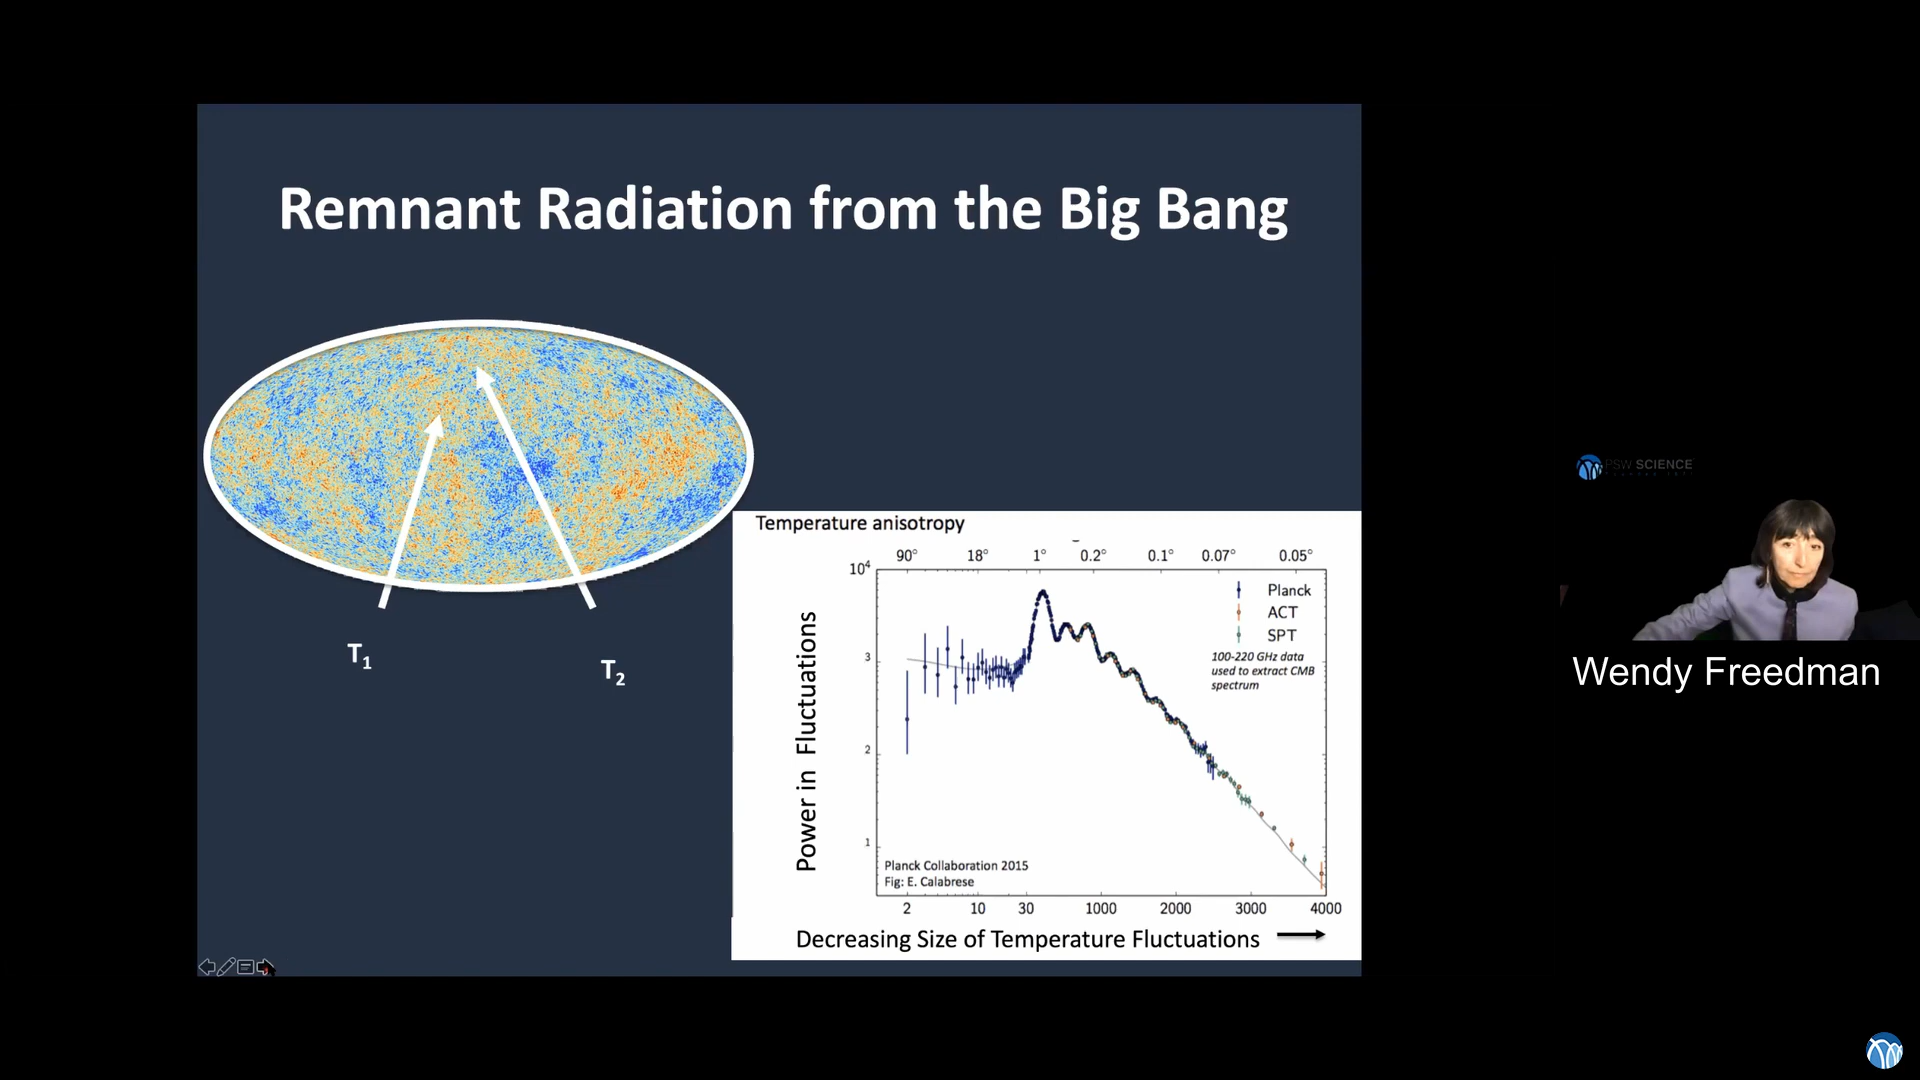 Remnant Radiation from the Big Bang
T1
T2
Temperature anisotropy
90° 18° 1° 0.2° 0.1° 0.07° 0.05°
10^4
3
2
1
Power in Fluctuations
Planck
ACT
SPT
100-220 GHz data
used to extract CMB
spectrum
Planck Collaboration 2015
Fig: E. Calabrese
2 10 30 1000 2000 3000 4000
Decreasing Size of Temperature Fluctuations
PSW SCIENCE
Wendy Freedman